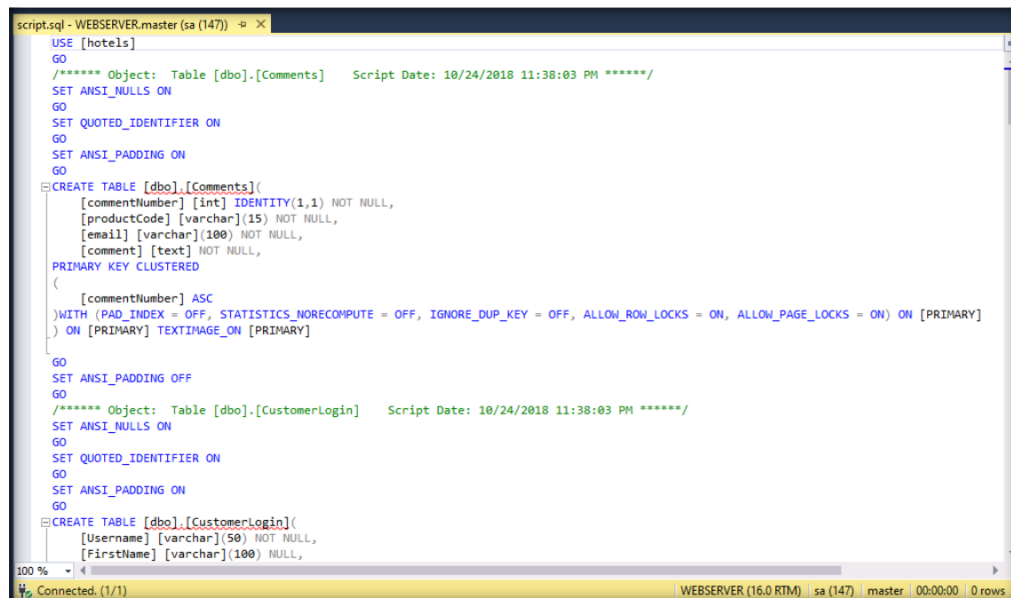 script.sql - WEBSERVER.master (sa (147))
USE [hotels]
GO
/****** Object:  Table [dbo].[Comments]    Script Date: 10/24/2018 11:38:03 PM ******/
SET ANSI_NULLS ON
GO
SET QUOTED_IDENTIFIER ON
GO
SET ANSI_PADDING ON
GO
CREATE TABLE [dbo].[Comments](
    [commentNumber] [int] IDENTITY(1,1) NOT NULL,
    [productCode] [varchar](15) NOT NULL,
    [email] [varchar](100) NOT NULL,
    [comment] [text] NOT NULL,
PRIMARY KEY CLUSTERED
(
    [commentNumber] ASC
)WITH (PAD_INDEX = OFF, STATISTICS_NORECOMPUTE = OFF, IGNORE_DUP_KEY = OFF, ALLOW_ROW_LOCKS = ON, ALLOW_PAGE_LOCKS = ON) ON [PRIMARY]
) ON [PRIMARY] TEXTIMAGE_ON [PRIMARY]
GO
SET ANSI_PADDING OFF
GO
/****** Object:  Table [dbo].[CustomerLogin]    Script Date: 10/24/2018 11:38:03 PM ******/
SET ANSI_NULLS ON
GO
SET QUOTED_IDENTIFIER ON
GO
SET ANSI_PADDING ON
GO
CREATE TABLE [dbo].[CustomerLogin](
    [Username] [varchar](50) NOT NULL,
    [FirstName] [varchar](100) NULL,
100 %
Connected. (1/1) WEBSERVER (16.0 RTM) sa (147) master 00:00:00 0 rows